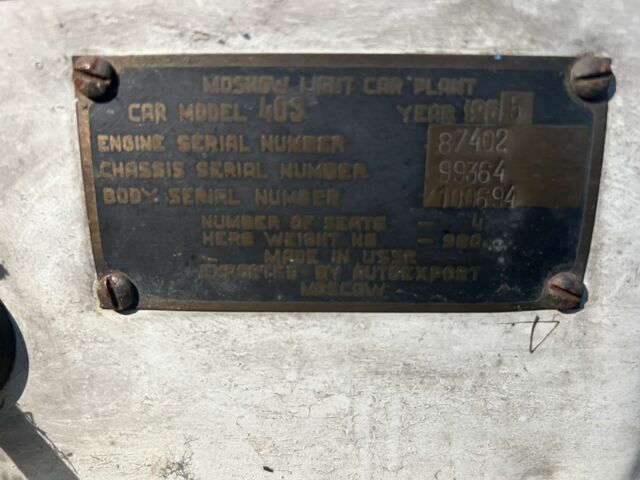 MOSKOW LIGHT CAR PLANT
CAR MODEL 403 YEAR 1965
ENGINE SERIAL NUMBER 87402
CHASSIS SERIAL NUMBER 99364
BODY SERIAL NUMBER 100694
NUMBER OF SEATS - 4
HERB WEIGHT KG - 980
MADE IN USSR
EXPORTED BY AUTOEXPORT
MOSCOW